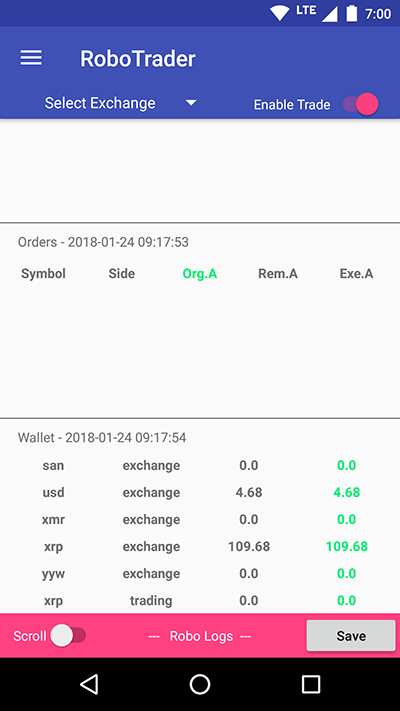 LTE 7:00
RoboTrader
Select Exchange Enable Trade
Orders - 2018-01-24 09:17:53
Symbol Side Org.A Rem.A Exe.A
Wallet - 2018-01-24 09:17:54
san exchange 0.0 0.0
usd exchange 4.68 4.68
xmr exchange 0.0 0.0
xrp exchange 109.68 109.68
yyw exchange 0.0 0.0
xrp trading 0.0 0.0
Scroll --- Robo Logs --- Save